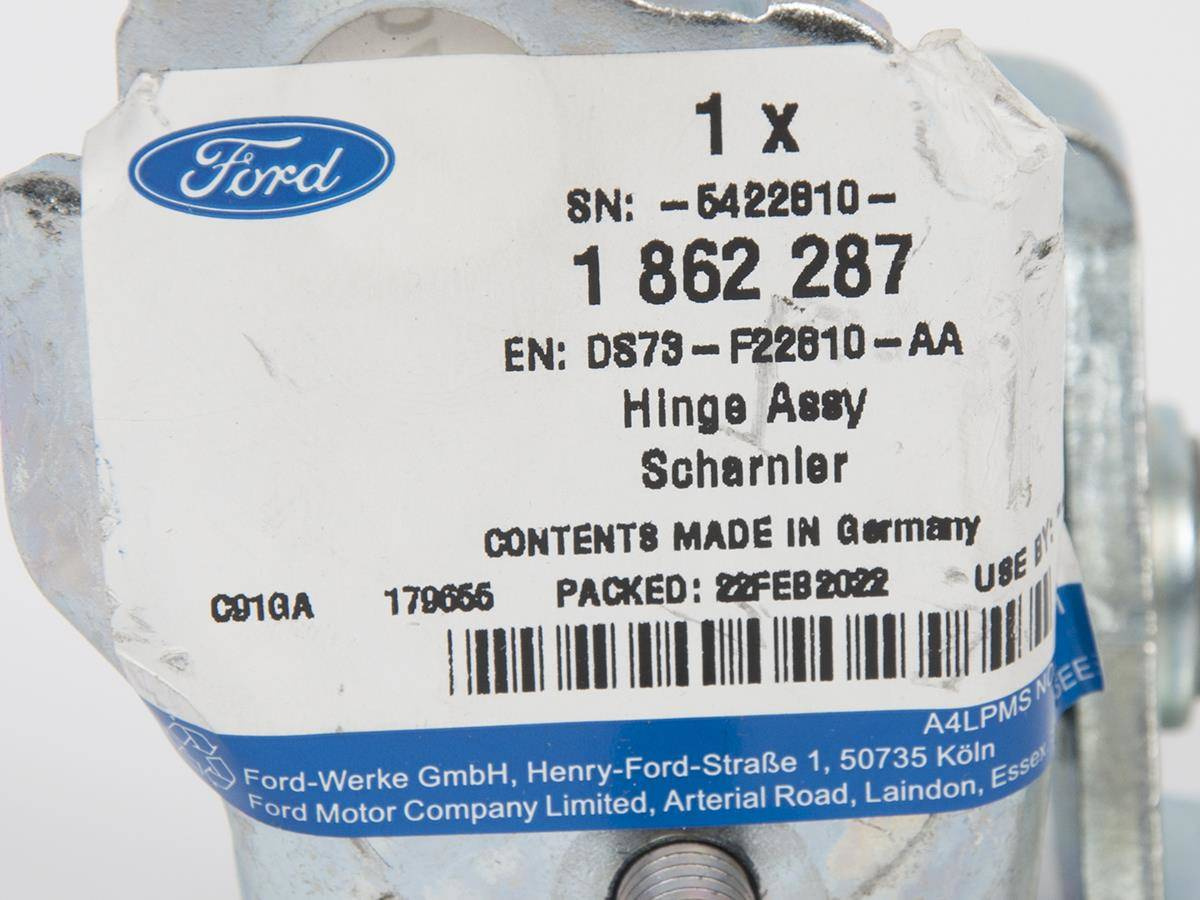 Ford
1 x
SN: -5422810-
1 862 287
EN: DS73-F22810-AA
Hinge Assy
Scharnier
CONTENTS MADE IN Germany
C91GA 179655 PACKED: 22FEB2022 USE BY:
A4LPMS
Ford-Werke GmbH, Henry-Ford-Straße 1, 50735 Köln
Ford Motor Company Limited, Arterial Road, Laindon, Essex